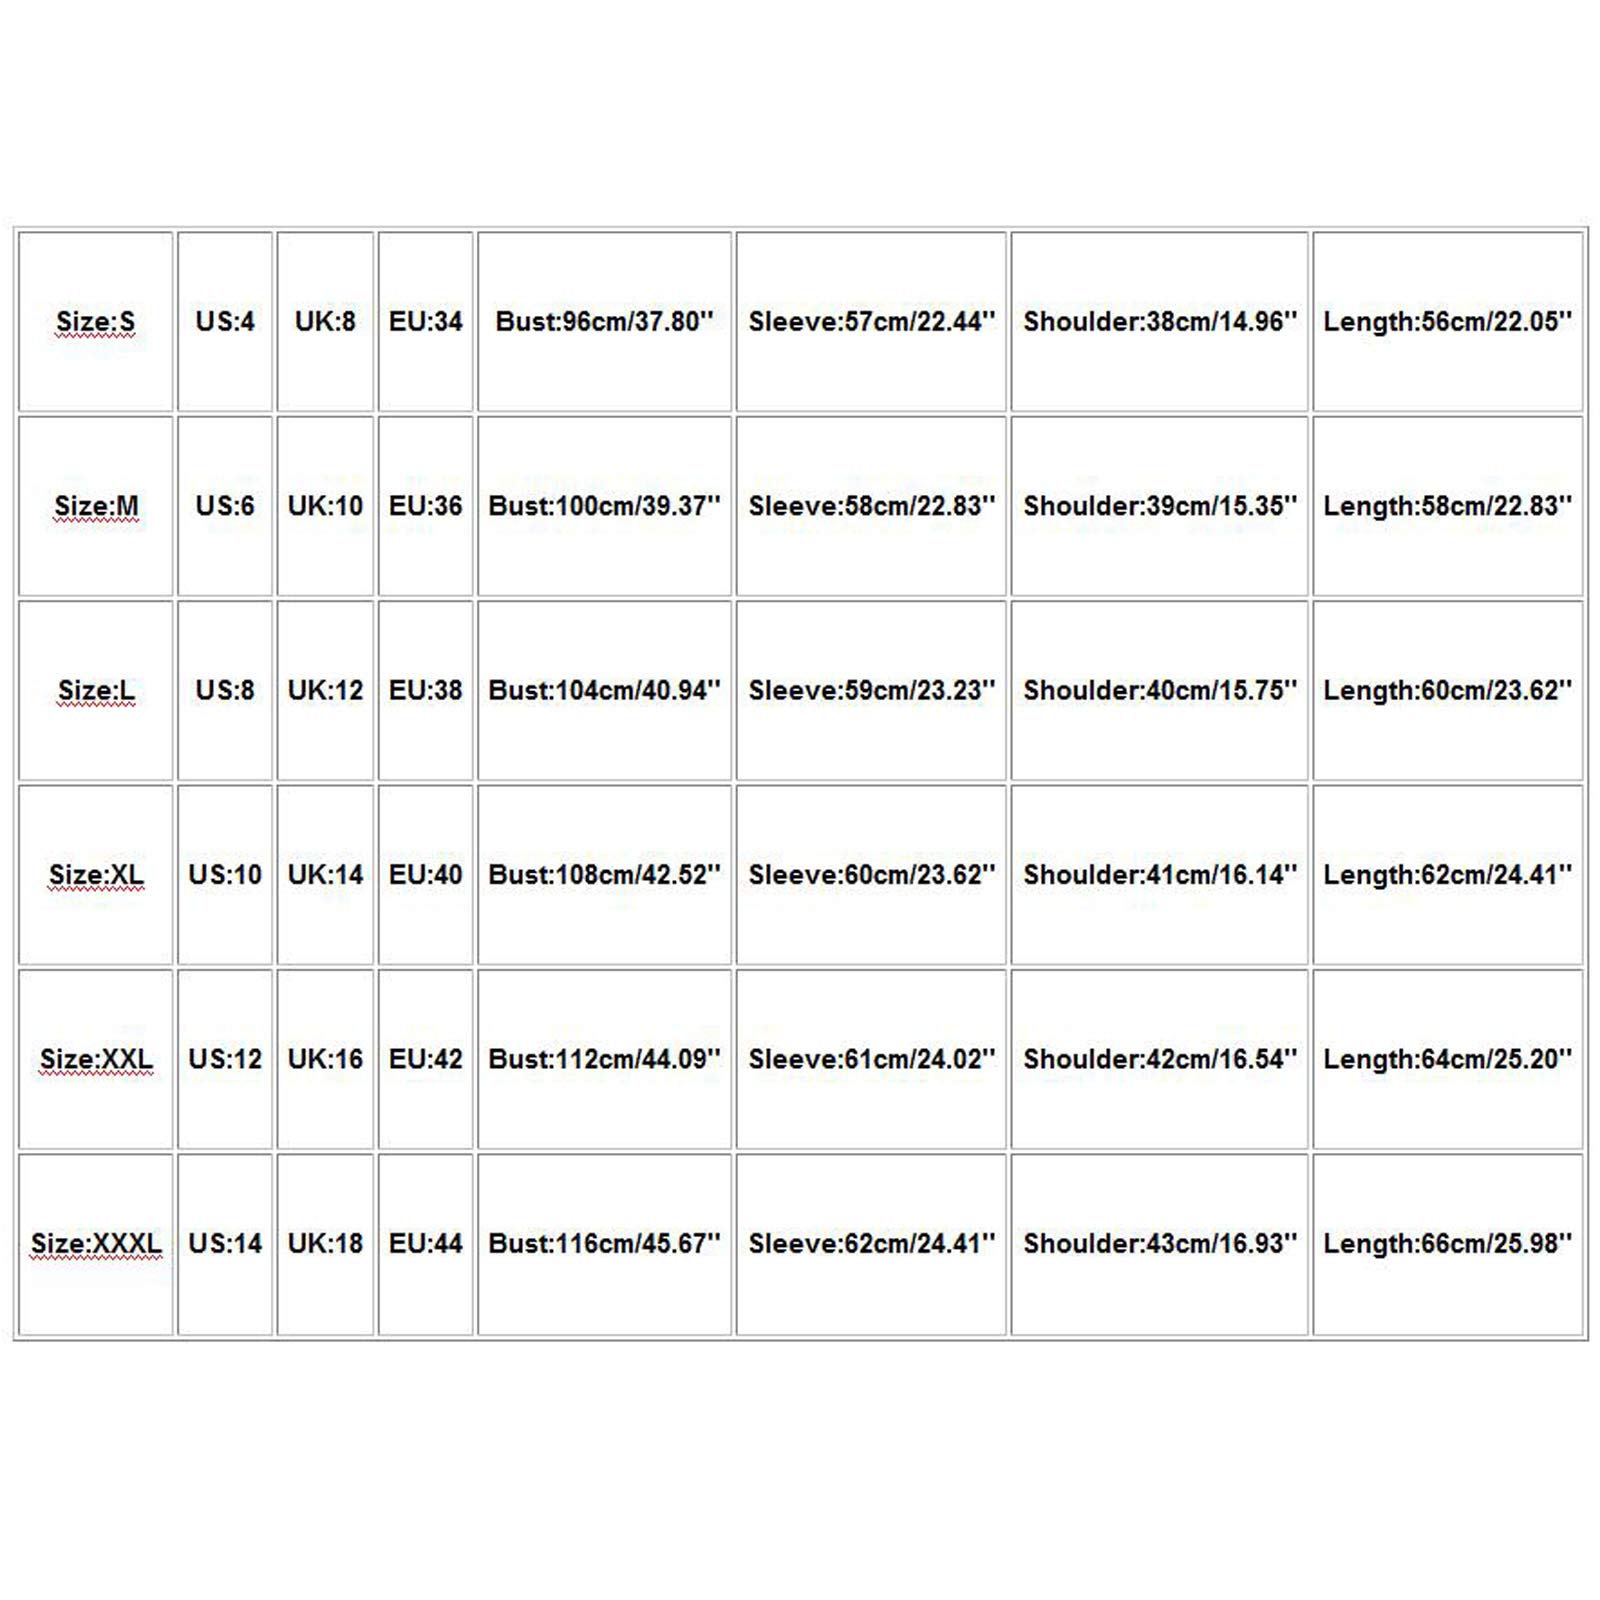 Size:S US:4 UK:8 EU:34 Bust:96cm/37.80'' Sleeve:57cm/22.44'' Shoulder:38cm/14.96'' Length:56cm/22.05''
Size:M US:6 UK:10 EU:36 Bust:100cm/39.37'' Sleeve:58cm/22.83'' Shoulder:39cm/15.35'' Length:58cm/22.83''
Size:L US:8 UK:12 EU:38 Bust:104cm/40.94'' Sleeve:59cm/23.23'' Shoulder:40cm/15.75'' Length:60cm/23.62''
Size:XL US:10 UK:14 EU:40 Bust:108cm/42.52'' Sleeve:60cm/23.62'' Shoulder:41cm/16.14'' Length:62cm/24.41''
Size:XXL US:12 UK:16 EU:42 Bust:112cm/44.09'' Sleeve:61cm/24.02'' Shoulder:42cm/16.54'' Length:64cm/25.20''
Size:XXXL US:14 UK:18 EU:44 Bust:116cm/45.67'' Sleeve:62cm/24.41'' Shoulder:43cm/16.93'' Length:66cm/25.98''